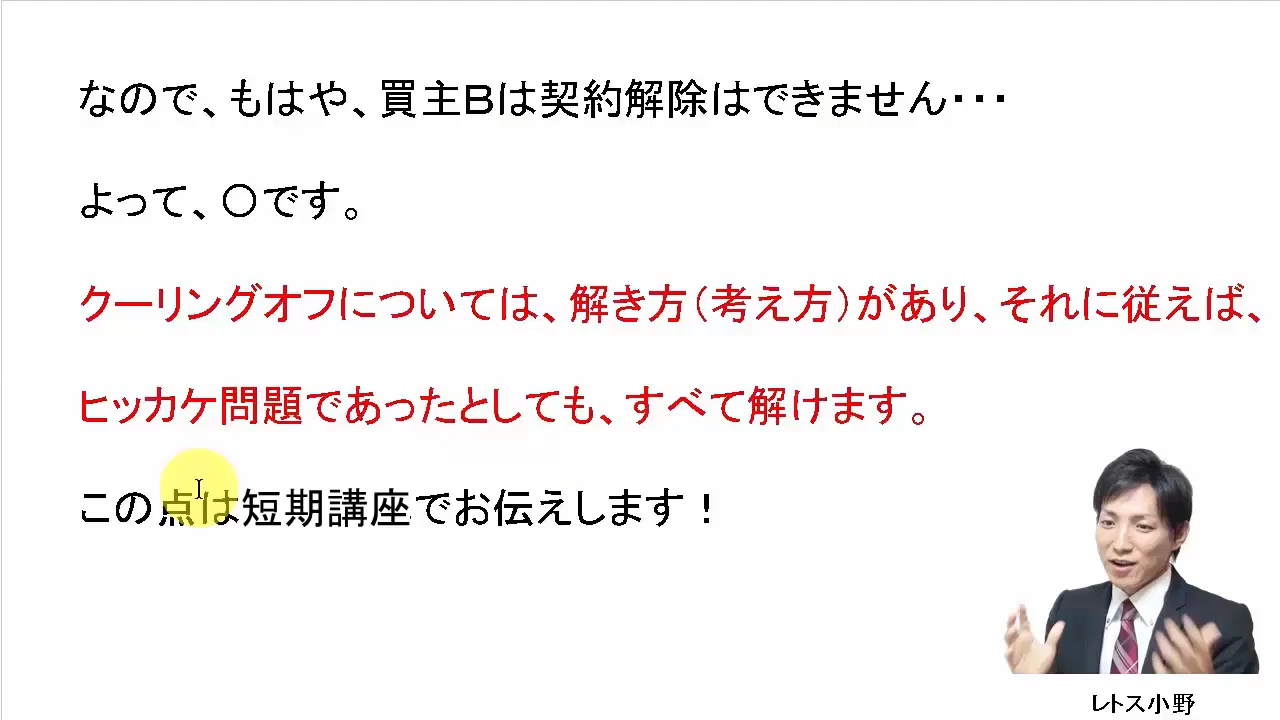 なので、もはや、買主Ｂは契約解除はできません・・・
よって、〇です。
クーリングオフについては、解き方（考え方）があり、それに従えば、
ヒッカケ問題であったとしても、すべて解けます。
この点は短期講座でお伝えします！
レトス小野